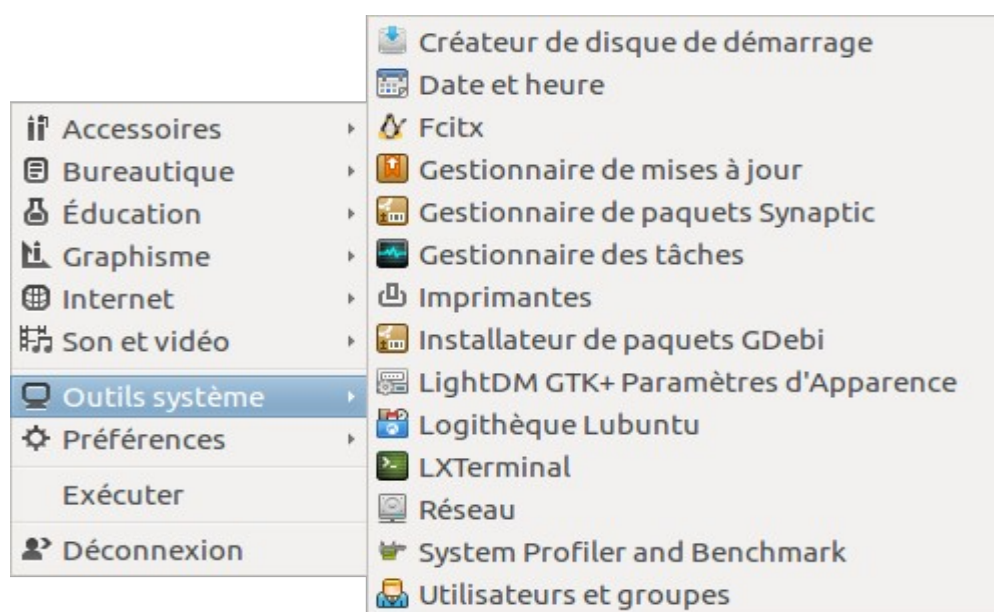 Accessoires
Bureautique
Éducation
Graphisme
Internet
Son et vidéo
Outils système
Préférences
Exécuter
Déconnexion
Créateur de disque de démarrage
Date et heure
Fcitx
Gestionnaire de mises à jour
Gestionnaire de paquets Synaptic
Gestionnaire des tâches
Imprimantes
Installateur de paquets GDebi
LightDM GTK+ Paramètres d'Apparence
Logithèque Lubuntu
LXTerminal
Réseau
System Profiler and Benchmark
Utilisateurs et groupes